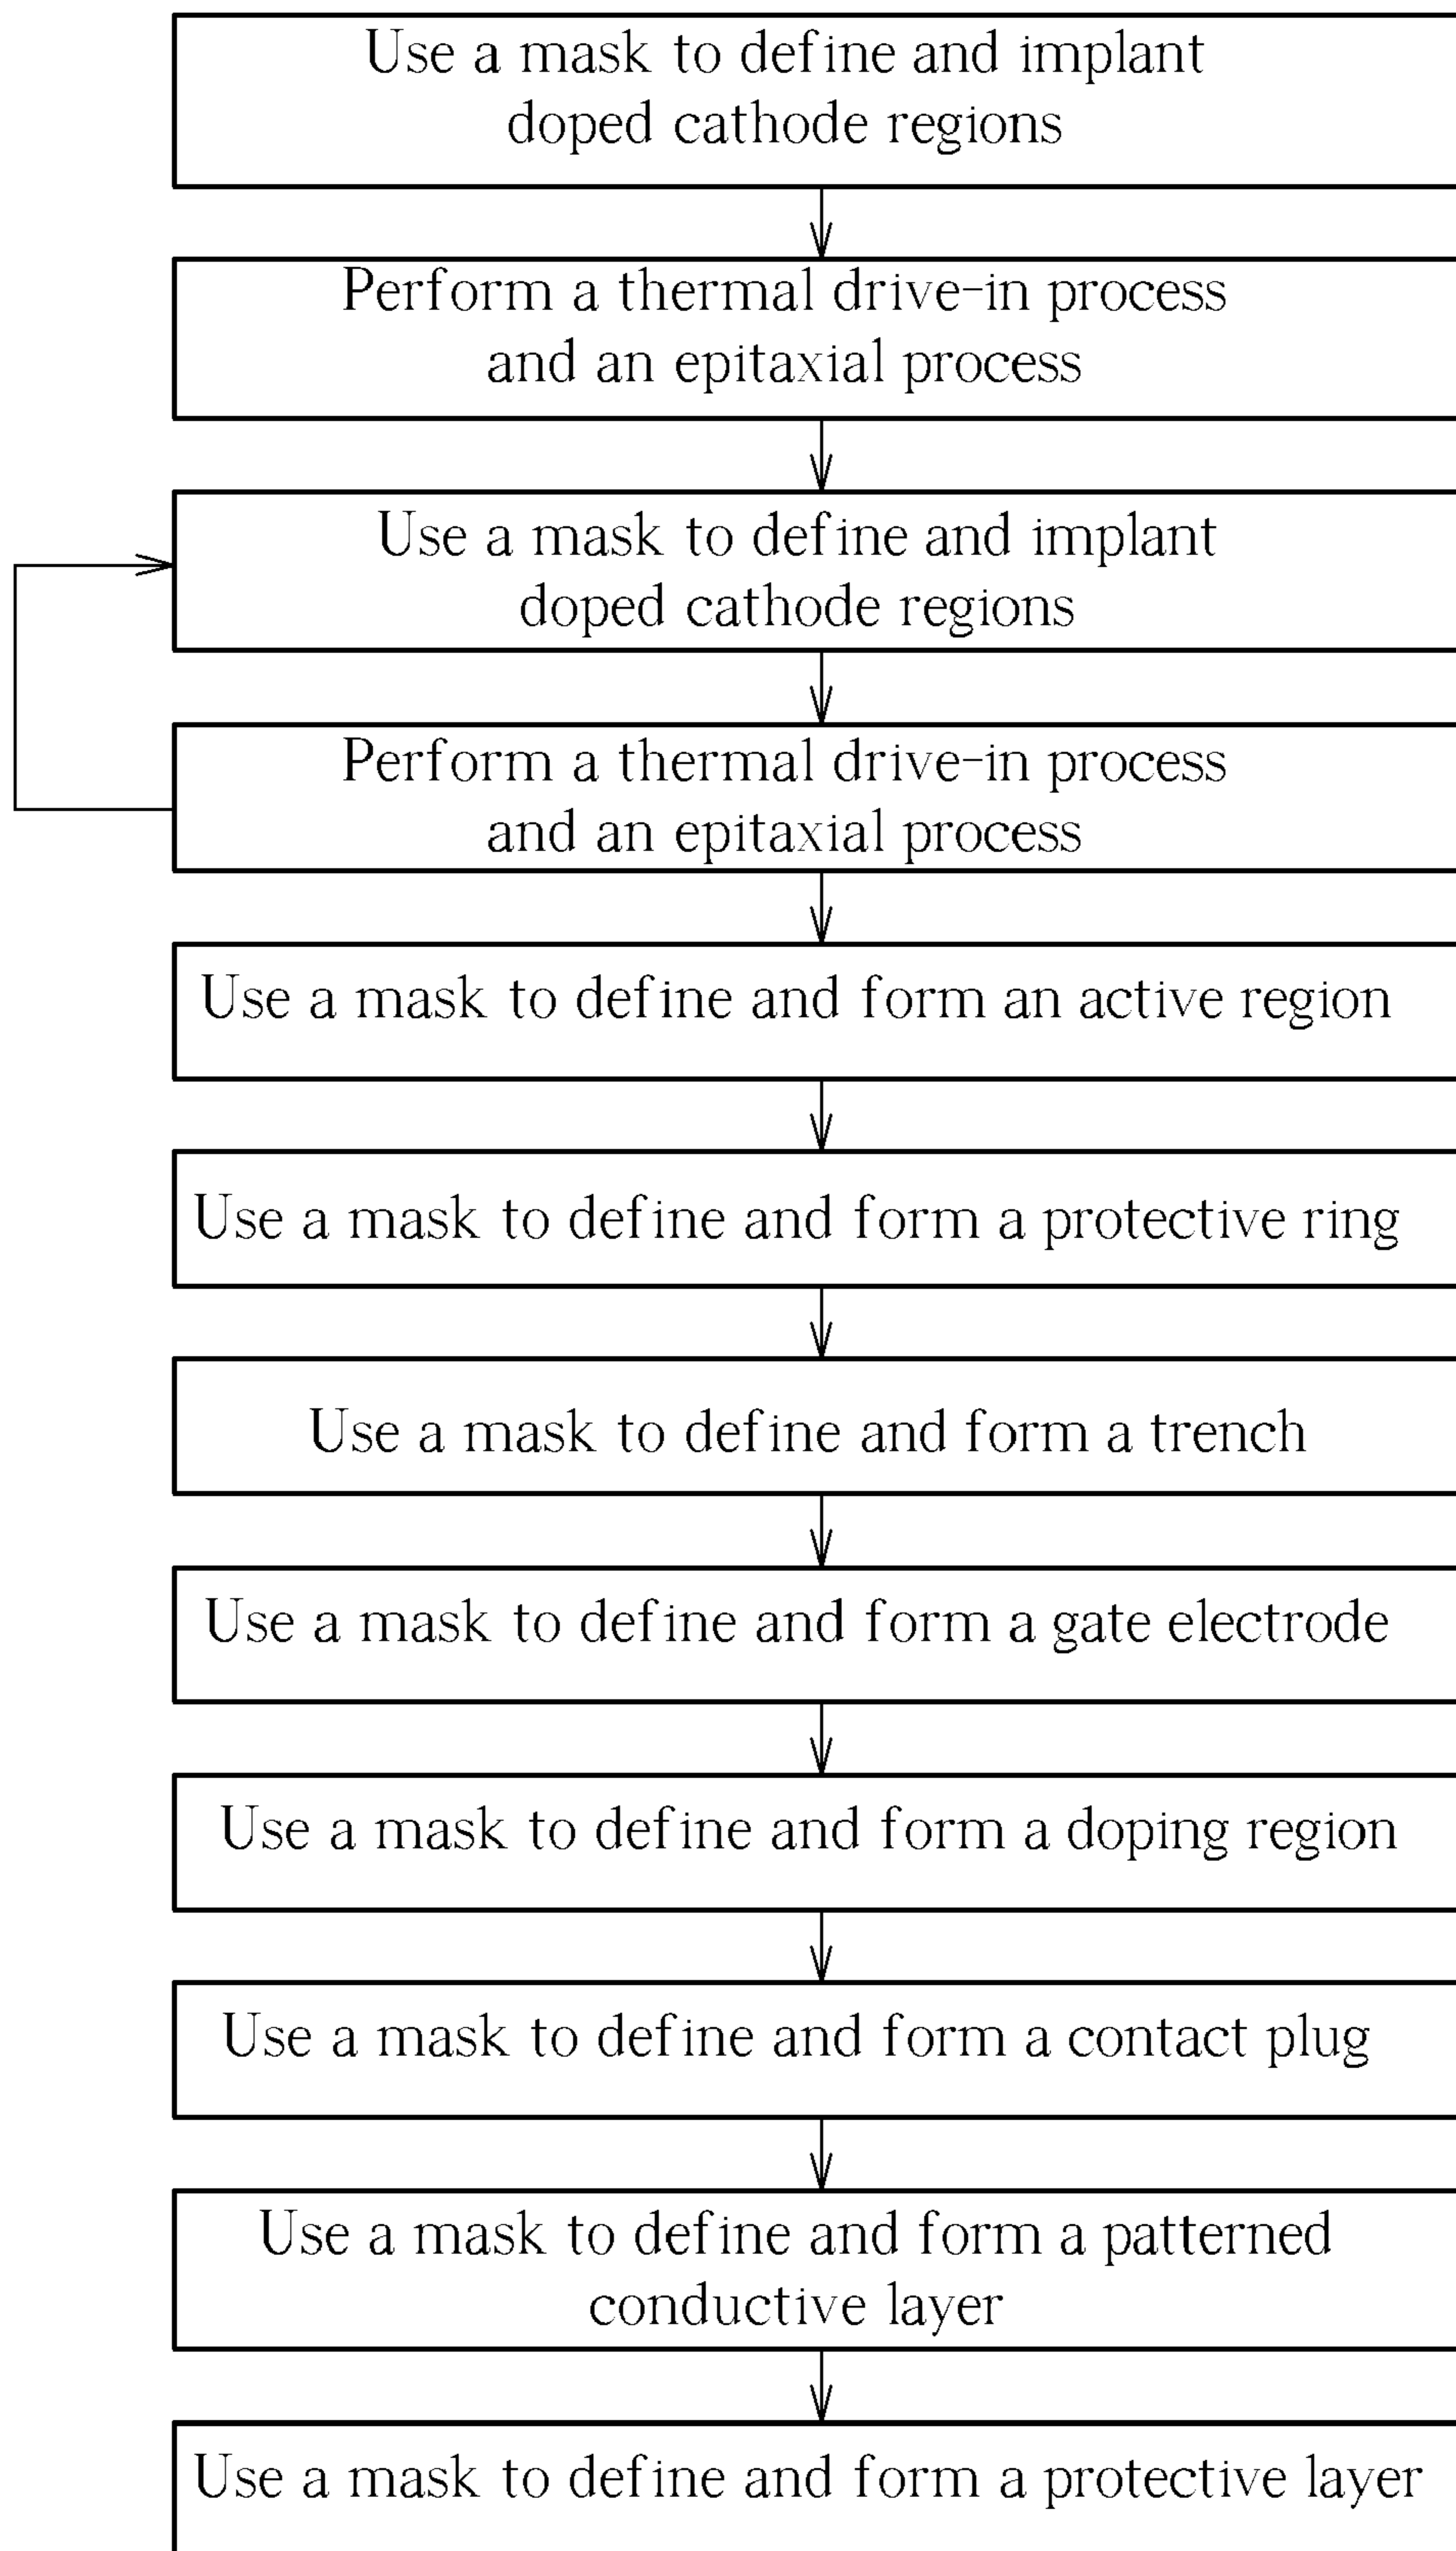 Use a mask to define and implant
doped cathode regions
Perform a thermal drive-in process
and an epitaxial process
Use a mask to define and implant
doped cathode regions
Perform a thermal drive-in process
and an epitaxial process
Use a mask to define and form an active region
Use a mask to define and form a protective ring
Use a mask to define and form a trench
Use a mask to define and form a gate electrode
Use a mask to define and form a doping region
Use a mask to define and form a contact plug
Use a mask to define and form a patterned
conductive layer
Use a mask to define and form a protective layer